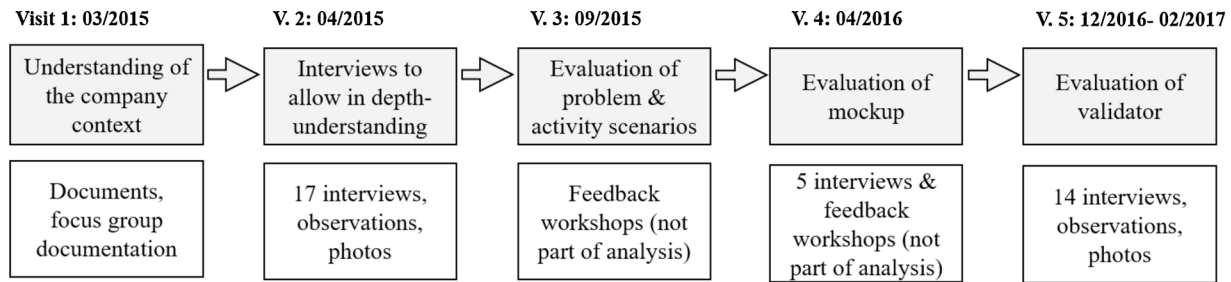 Visit 1: 03/2015
V. 2: 04/2015
V. 3: 09/2015
V. 4: 04/2016
V. 5: 12/2016- 02/2017
Understanding of
the company
context
Interviews to
allow in depth-
understanding
Evaluation of
problem &
activity scenarios
Evaluation of
mockup
Evaluation of
validator
Documents,
focus group
documentation
17 interviews,
observations,
photos
Feedback
workshops (not
part of analysis)
5 interviews &
feedback
workshops (not
part of analysis)
14 interviews,
observations,
photos